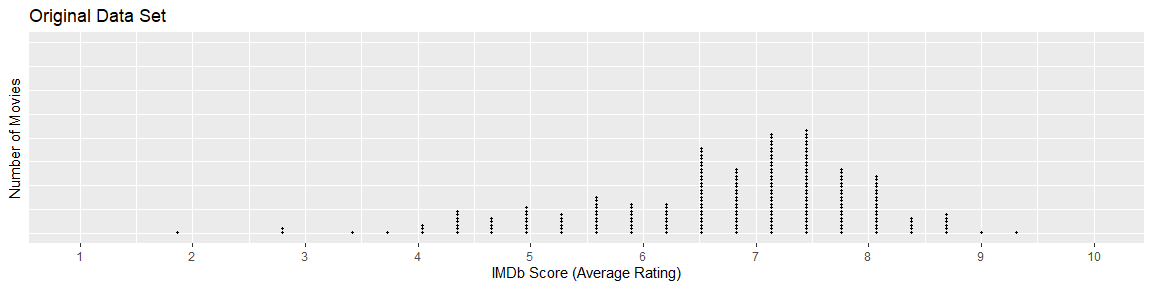 Original Data Set
Number of Movies
1 2 3 4 5 6 7 8 9 10
IMDb Score (Average Rating)